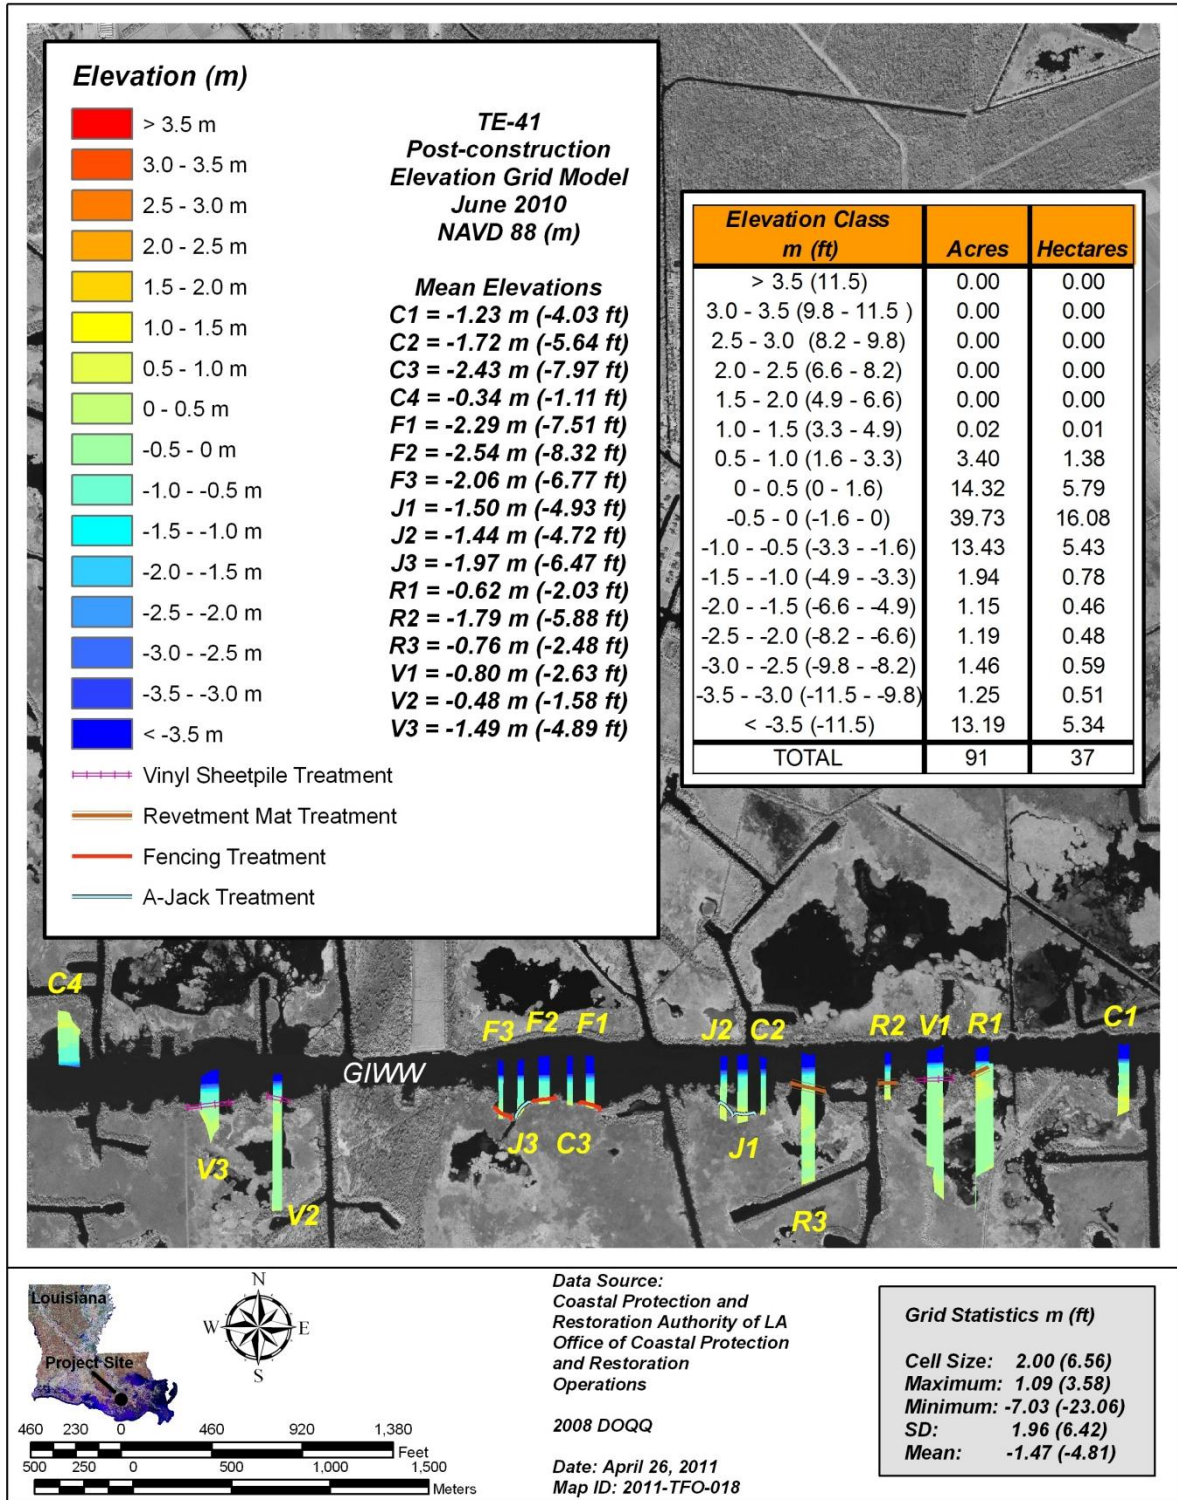 Elevation (m)
> 3.5 m
3.0 - 3.5 m
2.5 - 3.0 m
2.0 - 2.5 m
1.5 - 2.0 m
1.0 - 1.5 m
0.5 - 1.0 m
0 - 0.5 m
-0.5 - 0 m
-1.0 - -0.5 m
-1.5 - -1.0 m
-2.0 - -1.5 m
-2.5 - -2.0 m
-3.0 - -2.5 m
-3.5 - -3.0 m
< -3.5 m
Vinyl Sheetpile Treatment
Revetment Mat Treatment
Fencing Treatment
A-Jack Treatment
TE-41
Post-construction
Elevation Grid Model
June 2010
NAVD 88 (m)
Mean Elevations
C1 = -1.23 m (-4.03 ft)
C2 = -1.72 m (-5.64 ft)
C3 = -2.43 m (-7.97 ft)
C4 = -0.34 m (-1.11 ft)
F1 = -2.29 m (-7.51 ft)
F2 = -2.54 m (-8.32 ft)
F3 = -2.06 m (-6.77 ft)
J1 = -1.50 m (-4.93 ft)
J2 = -1.44 m (-4.72 ft)
J3 = -1.97 m (-6.47 ft)
R1 = -0.62 m (-2.03 ft)
R2 = -1.79 m (-5.88 ft)
R3 = -0.76 m (-2.48 ft)
V1 = -0.80 m (-2.63 ft)
V2 = -0.48 m (-1.58 ft)
V3 = -1.49 m (-4.89 ft)
Elevation Class
m (ft) Acres Hectares
> 3.5 (11.5) 0.00 0.00
3.0 - 3.5 (9.8 - 11.5 ) 0.00 0.00
2.5 - 3.0 (8.2 - 9.8) 0.00 0.00
2.0 - 2.5 (6.6 - 8.2) 0.00 0.00
1.5 - 2.0 (4.9 - 6.6) 0.00 0.00
1.0 - 1.5 (3.3 - 4.9) 0.02 0.01
0.5 - 1.0 (1.6 - 3.3) 3.40 1.38
0 - 0.5 (0 - 1.6) 14.32 5.79
-0.5 - 0 (-1.6 - 0) 39.73 16.08
-1.0 - -0.5 (-3.3 - -1.6) 13.43 5.43
-1.5 - -1.0 (-4.9 - -3.3) 1.94 0.78
-2.0 - -1.5 (-6.6 - -4.9) 1.15 0.46
-2.5 - -2.0 (-8.2 - -6.6) 1.19 0.48
-3.0 - -2.5 (-9.8 - -8.2) 1.46 0.59
-3.5 - -3.0 (-11.5 - -9.8) 1.25 0.51
< -3.5 (-11.5) 13.19 5.34
TOTAL 91 37
C4
F3 F2 F1 J2 C2 R2 V1 R1 C1
GIWW
V3 J3 C3 J1
V2 R3
Louisiana
Project Site
N
W E
S
460 230 0 460 920 1,380
Feet
500 250 0 500 1,000 1,500
Meters
Data Source:
Coastal Protection and
Restoration Authority of LA
Office of Coastal Protection
and Restoration
Operations
2008 DOQQ
Date: April 26, 2011
Map ID: 2011-TFO-018
Grid Statistics m (ft)
Cell Size: 2.00 (6.56)
Maximum: 1.09 (3.58)
Minimum: -7.03 (-23.06)
SD: 1.96 (6.42)
Mean: -1.47 (-4.81)